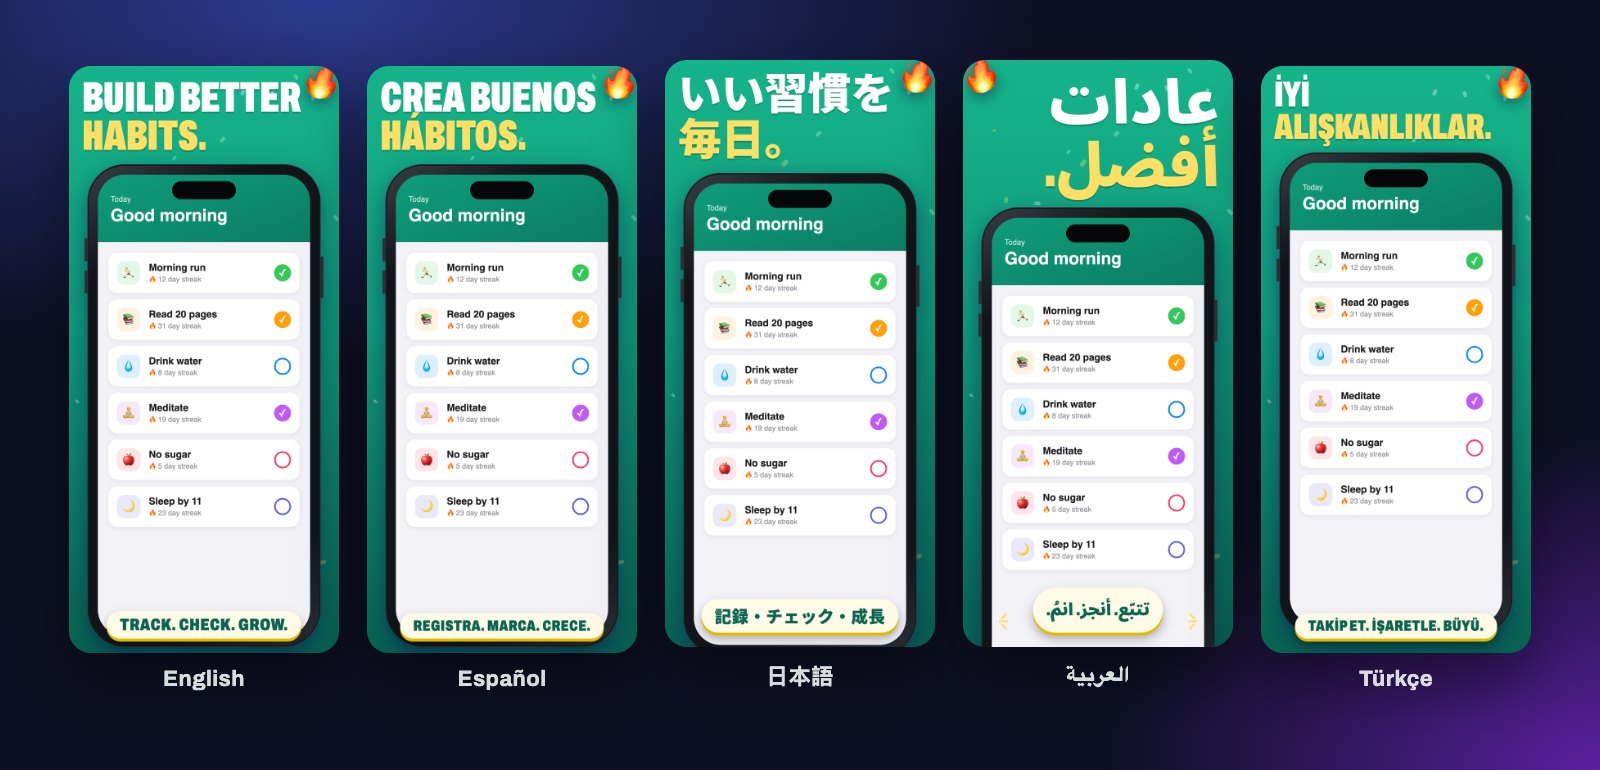 BUILD BETTER
HABITS.
Today
Good morning
Morning run
12 day streak
Read 20 pages
31 day streak
Drink water
8 day streak
Meditate
19 day streak
No sugar
5 day streak
Sleep by 11
23 day streak
TRACK. CHECK. GROW.
English
CREA BUENOS
HÁBITOS.
Today
Good morning
Morning run
12 day streak
Read 20 pages
31 day streak
Drink water
8 day streak
Meditate
19 day streak
No sugar
5 day streak
Sleep by 11
23 day streak
REGISTRA. MARCA. CRECE.
Español
いい習慣を
毎日。
Today
Good morning
Morning run
12 day streak
Read 20 pages
31 day streak
Drink water
8 day streak
Meditate
19 day streak
No sugar
5 day streak
Sleep by 11
23 day streak
記録・チェック・成長
日本語
عادات
أفضل.
Today
Good morning
Morning run
12 day streak
Read 20 pages
31 day streak
Drink water
8 day streak
Meditate
19 day streak
No sugar
5 day streak
Sleep by 11
23 day streak
تتبّع. أنجز. انمُ.
العربية
İYİ
ALIŞKANLIKLAR.
Today
Good morning
Morning run
12 day streak
Read 20 pages
31 day streak
Drink water
8 day streak
Meditate
19 day streak
No sugar
5 day streak
Sleep by 11
23 day streak
TAKİP ET. İŞARETLE. BÜYÜ.
Türkçe